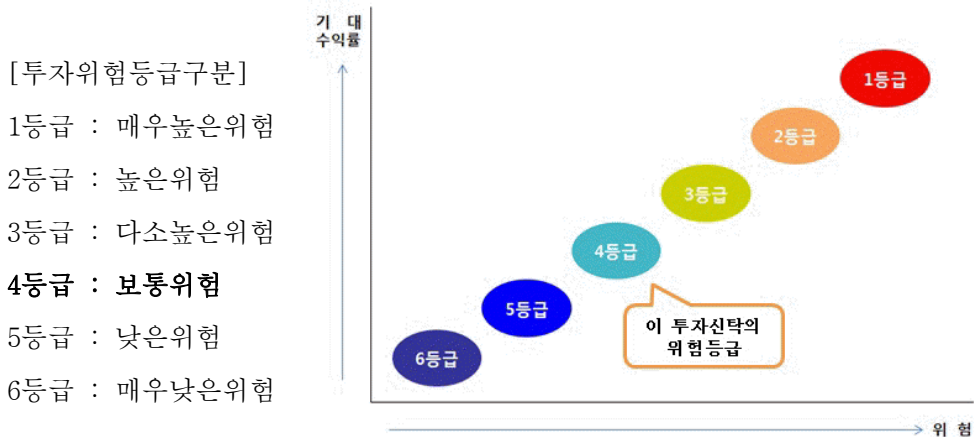 [투자위험등급구분]
1등급 : 매우높은위험
2등급 : 높은위험
3등급 : 다소높은위험
4등급 : 보통위험
5등급 : 낮은위험
6등급 : 매우낮은위험
기 대
수익률
1등급
2등급
3등급
4등급
5등급
6등급
이 투자신탁의
위험등급
위 험